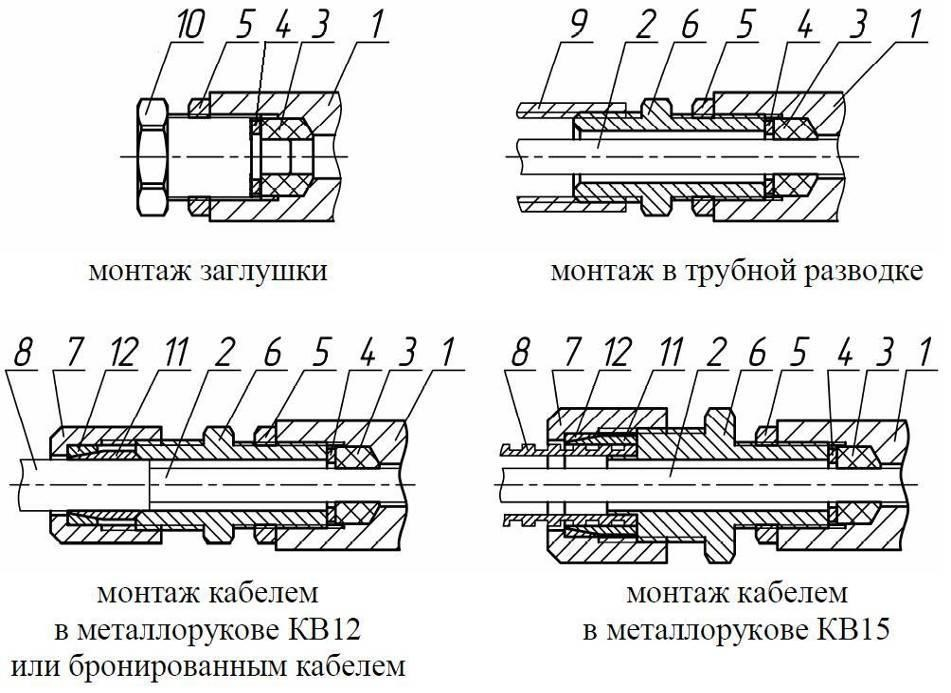 10 5 4 3 1
9 2 6 5 4 3 1
монтаж заглушки
монтаж в трубной разводке
8 7 12 11 2 6 5 4 3 1
8 7 12 11 2 6 5 4 3 1
монтаж кабелем
в металлорукове КВ12
или бронированным кабелем
монтаж кабелем
в металлорукове КВ15